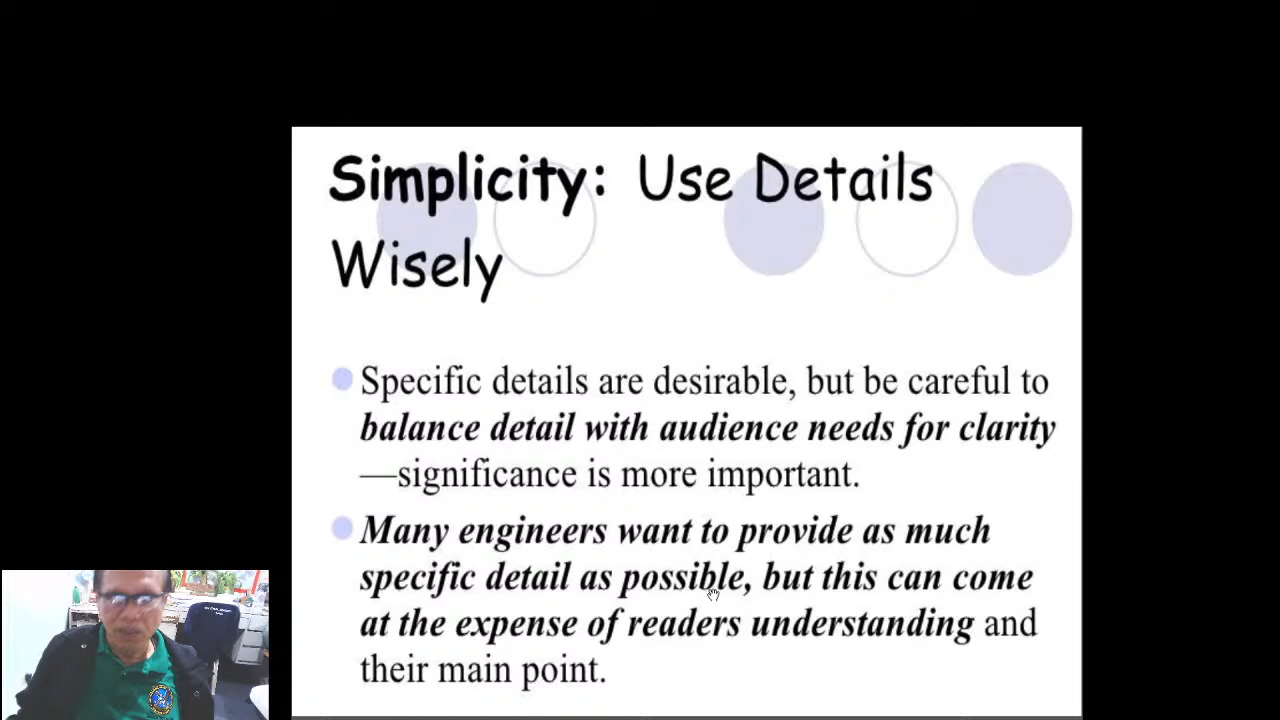 Simplicity: Use Details
Wisely
Specific details are desirable, but be careful to
balance detail with audience needs for clarity
—significance is more important.
Many engineers want to provide as much
specific detail as possible, but this can come
at the expense of readers understanding and
their main point.